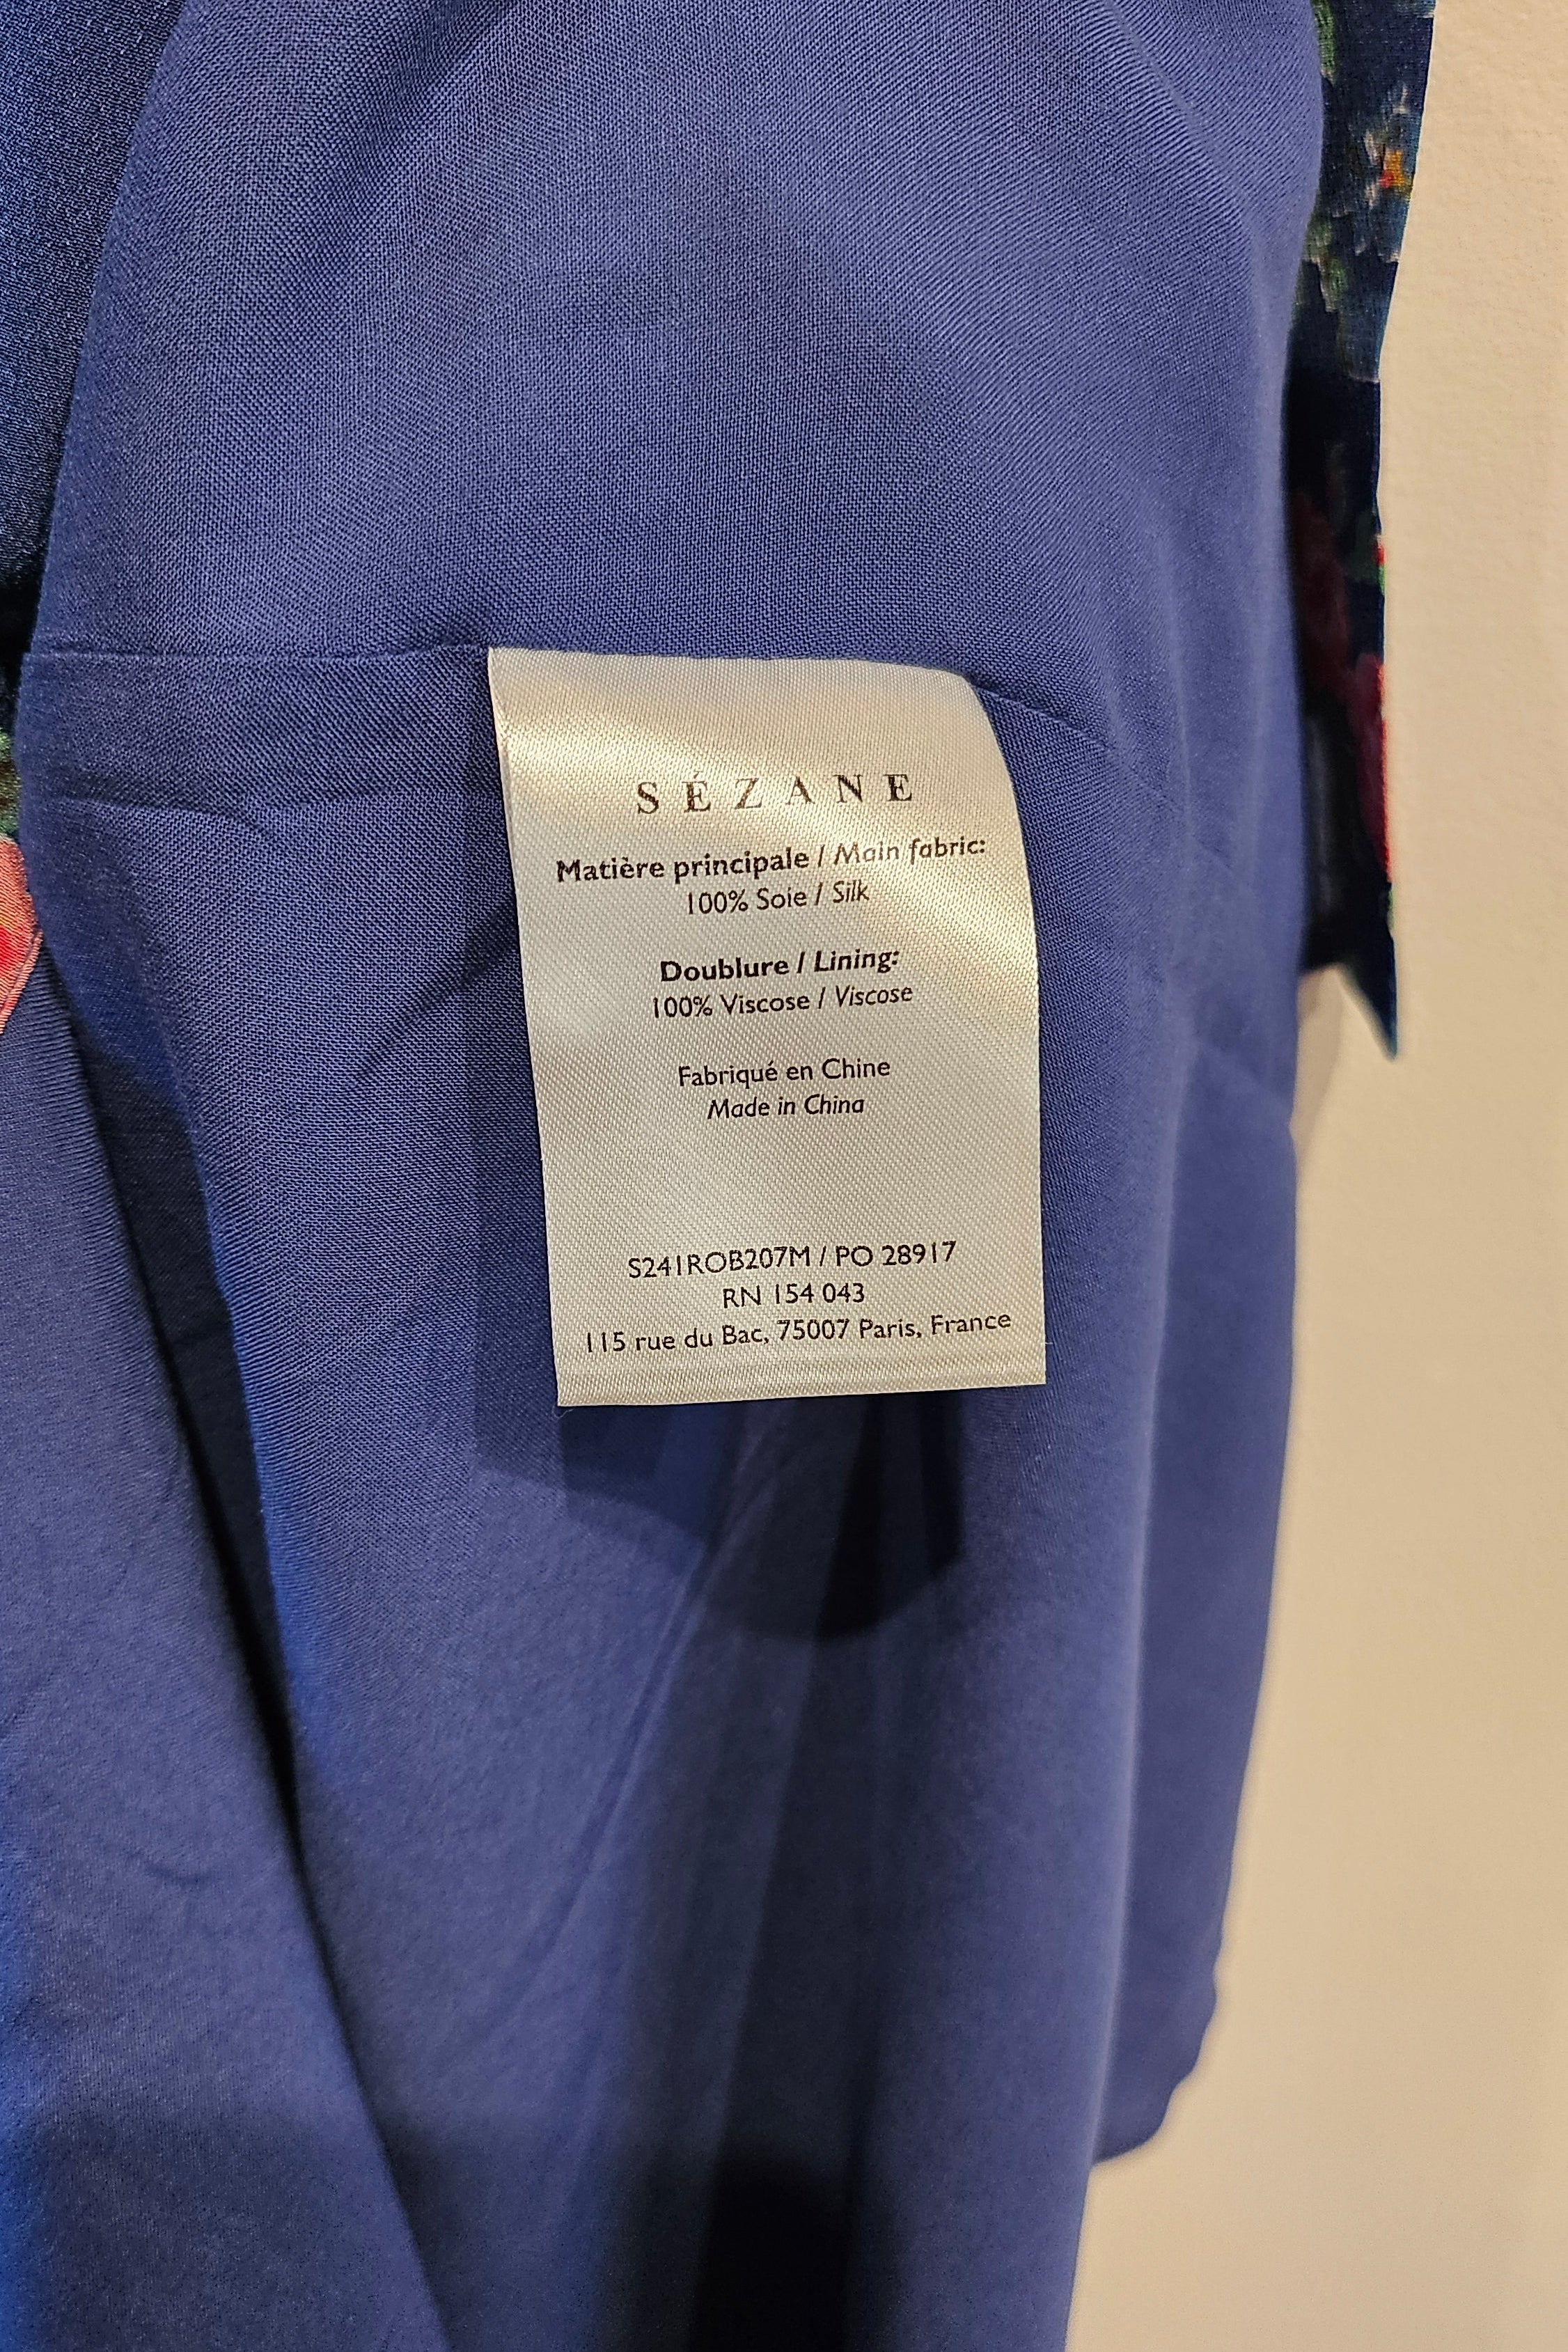 SÉZANE
Matière principale / Main fabric:
100% Soie / Silk
Doublure / Lining:
100% Viscose / Viscose
Fabriqué en Chine
Made in China
S241ROB207M / PO 28917
RN 154 043
115 rue du Bac, 75007 Paris, France